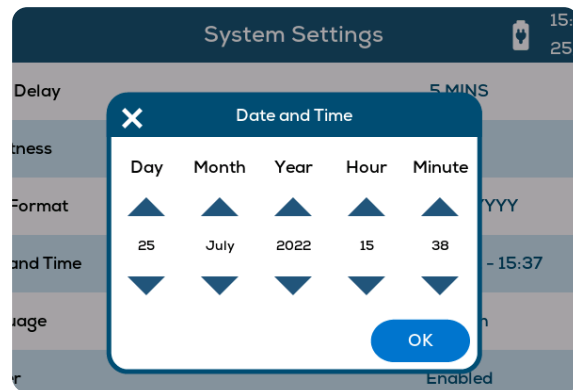 System Settings
15:
25
Delay
5 MINS
Date and Time
tness
Day Month Year Hour Minute
Format
YYYY
25 July 2022 15 38
and Time
- 15:37
uage
OK
Enabled